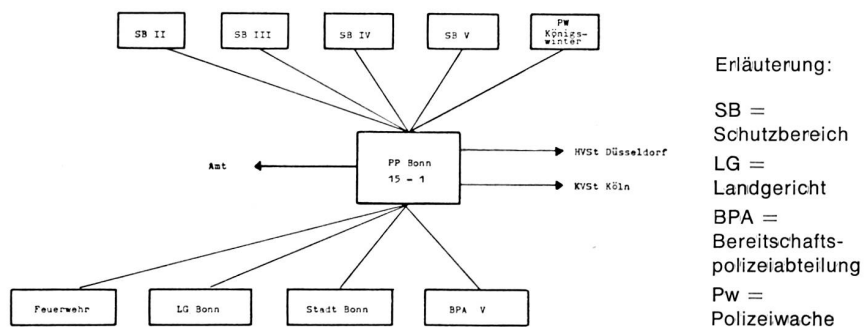 SB II
SB III
SB IV
SB V
PW
Königs-
winter
Amt
PP Bonn
15 - 1
HVSt Düsseldorf
KVSt Köln
Feuerwehr
LG Bonn
Stadt Bonn
BPA V
Erläuterung:
SB =
Schutzbereich
LG =
Landgericht
BPA =
Bereitschafts-
polizeiabteilung
Pw =
Polizeiwache